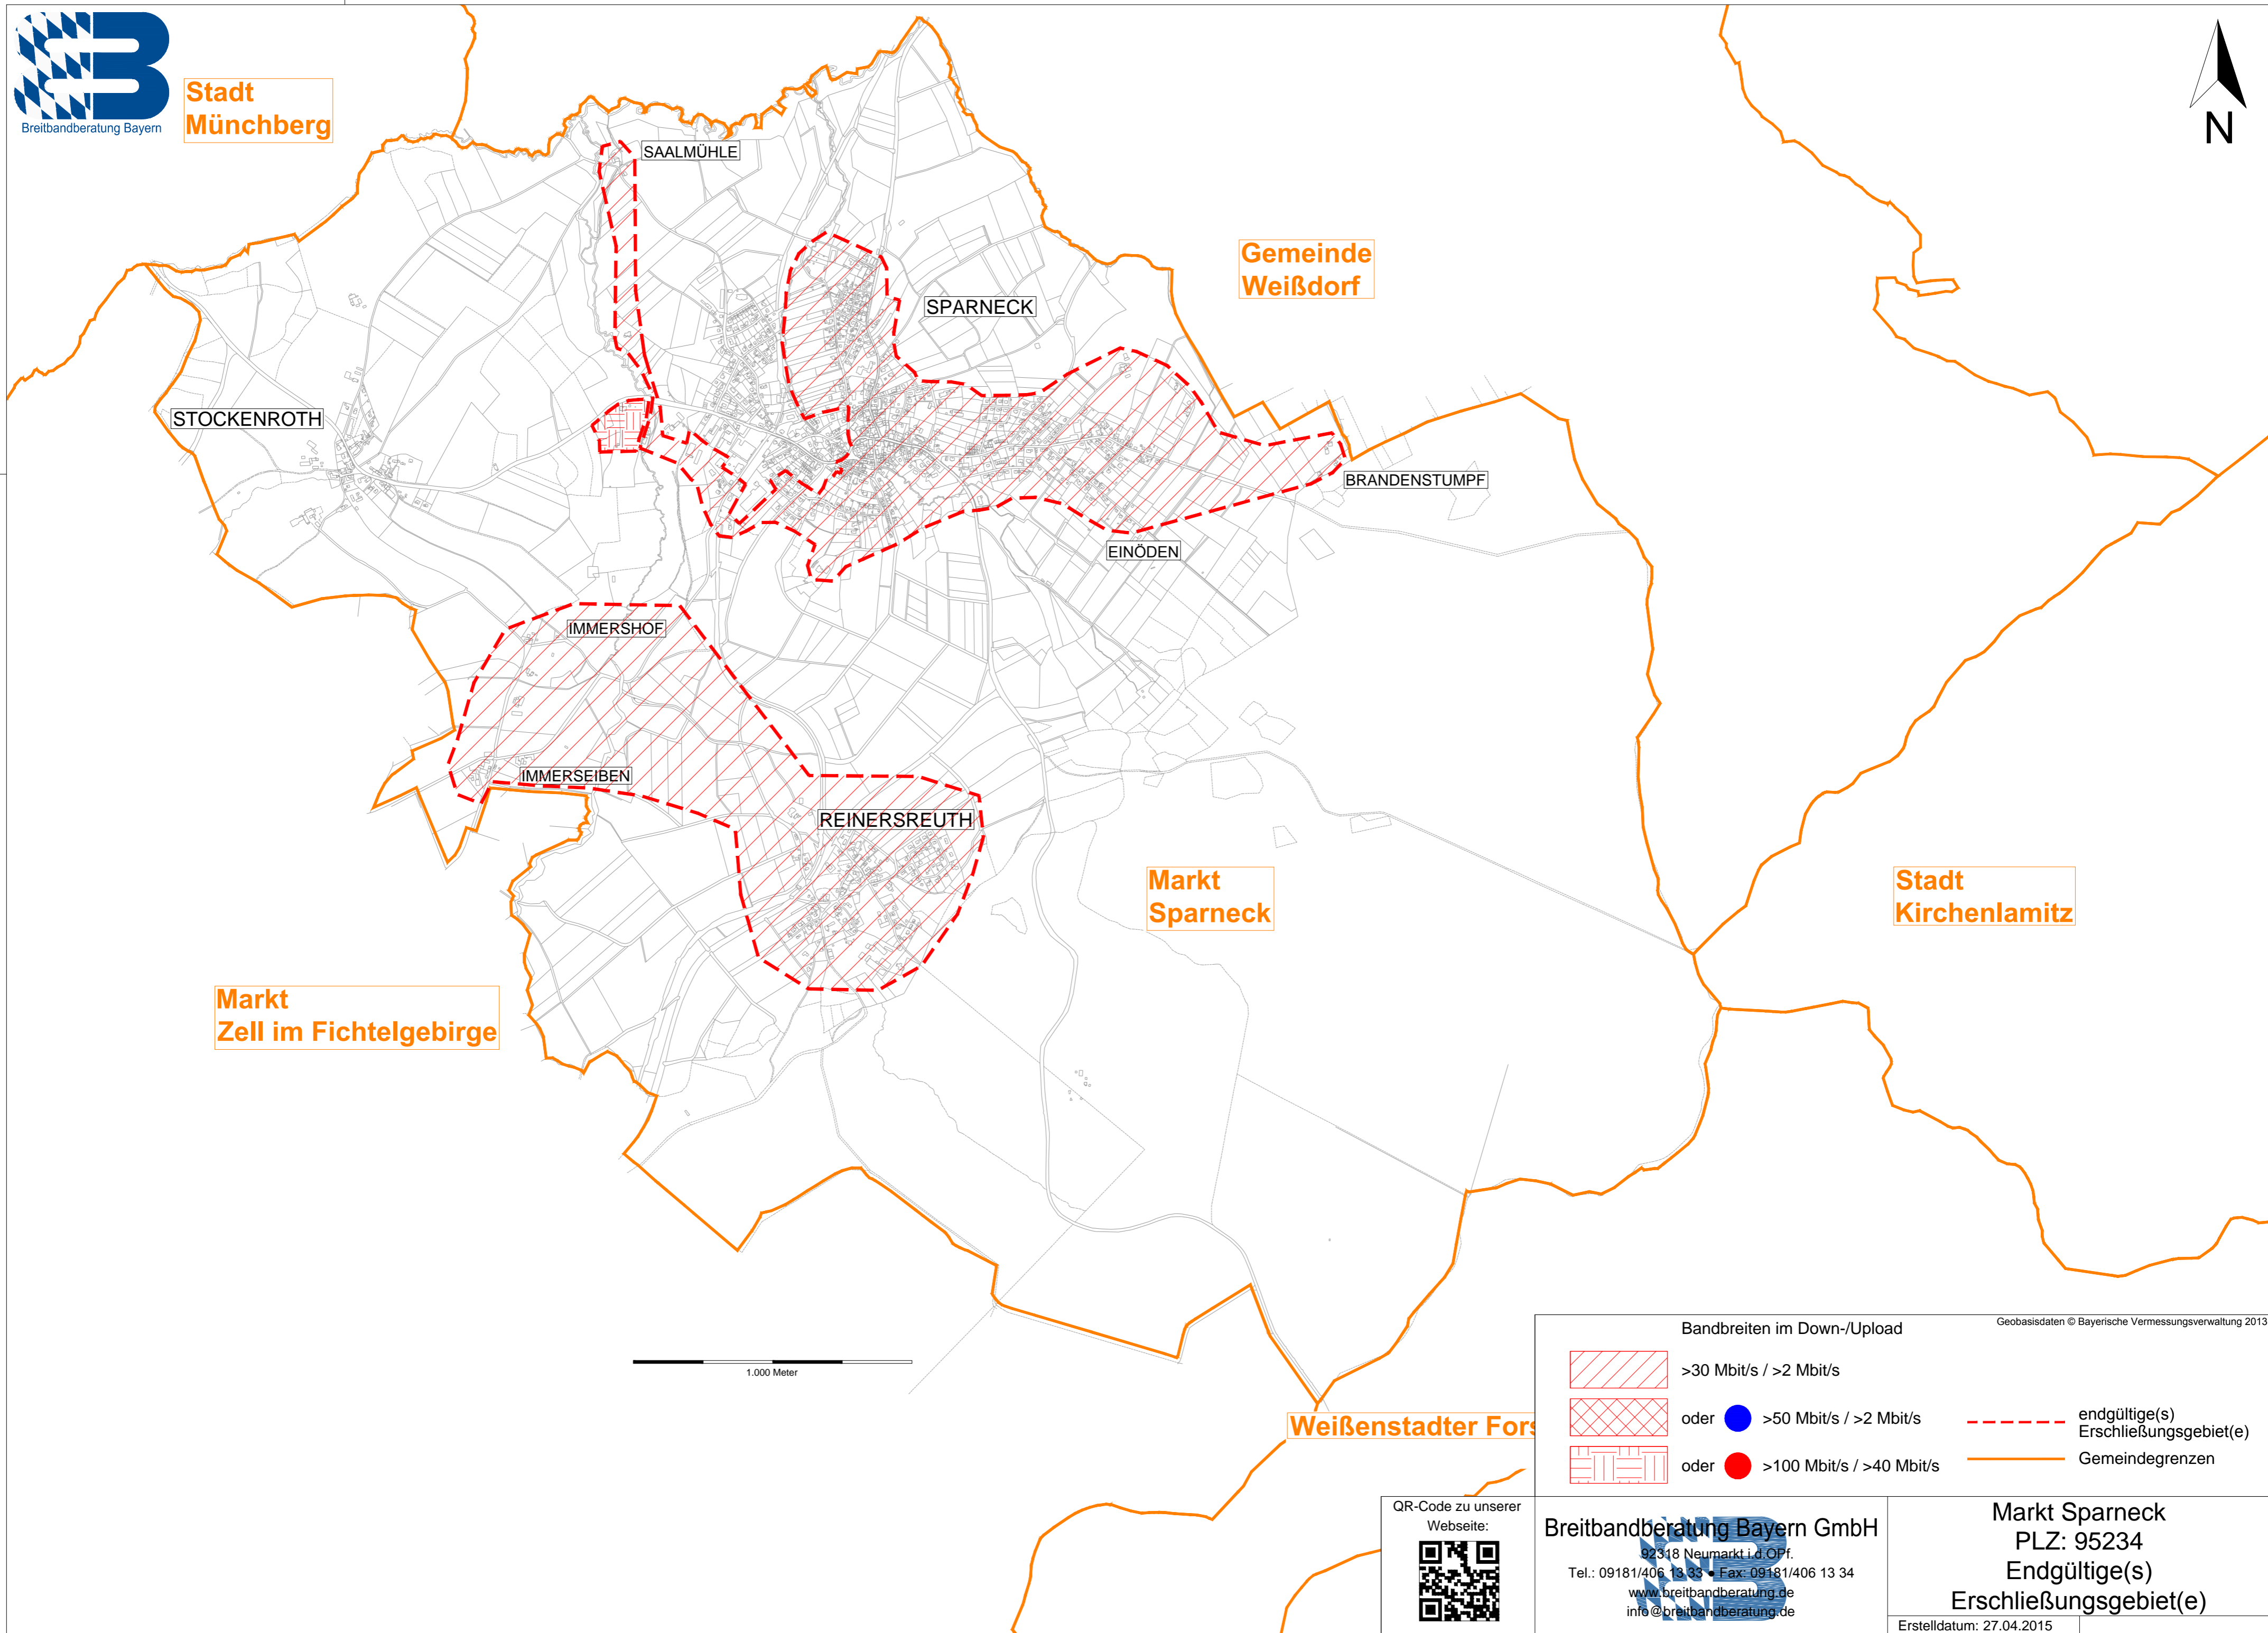 Breitbandberatung Bayern
Stadt
Münchberg
N
SAALMÜHLE
Gemeinde
Weißdorf
SPARNECK
STOCKENROTH
BRANDENSTUMPF
EINÖDEN
IMMERSHOF
IMMERSEIBEN
REINERSREUTH
Markt
Sparneck
Stadt
Kirchenlamitz
Markt
Zell im Fichtelgebirge
1.000 Meter
Weißenstadter Fors
Bandbreiten im Down-/Upload
Geobasisdaten © Bayerische Vermessungsverwaltung 2013
>30 Mbit/s / >2 Mbit/s
oder >50 Mbit/s / >2 Mbit/s
oder >100 Mbit/s / >40 Mbit/s
endgültige(s)
Erschließungsgebiet(e)
Gemeindegrenzen
QR-Code zu unserer
Webseite:
Breitbandberatung Bayern GmbH
92318 Neumarkt i.d.OPf.
Tel.: 09181/406 13 33 ● Fax: 09181/406 13 34
www.breitbandberatung.de
info@breitbandberatung.de
Markt Sparneck
PLZ: 95234
Endgültige(s)
Erschließungsgebiet(e)
Erstelldatum: 27.04.2015